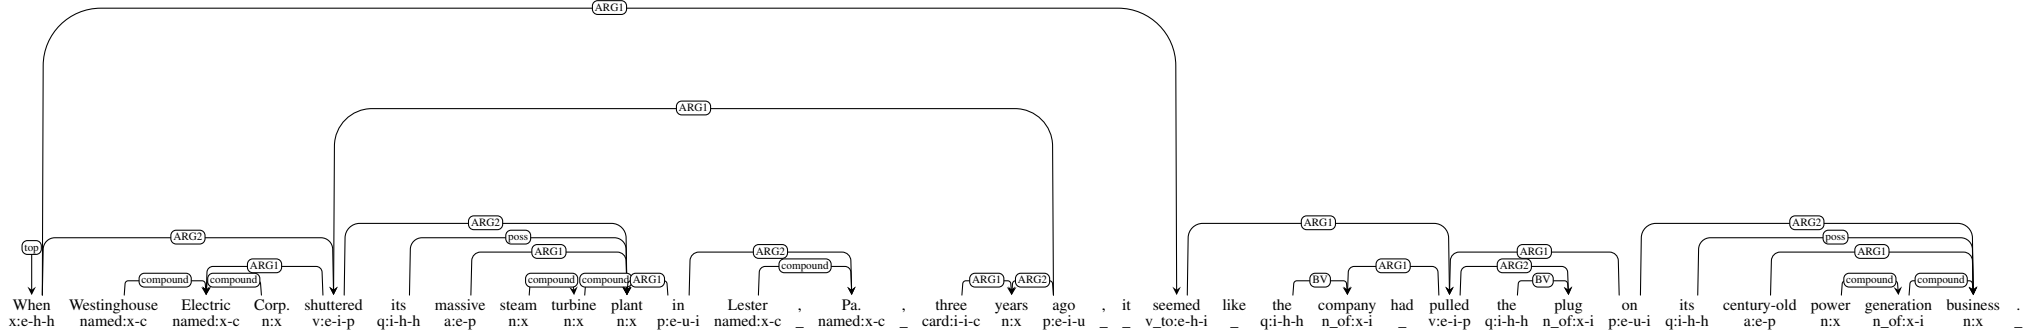 ARG1
ARG1
ARG2 ARG1 ARG2
ARG2 poss poss
top ARG1 ARG2 ARG1 ARG1
ARG1 compound ARG1 ARG2
compound compound compound compound ARG1 ARG1 ARG2 BV BV compound compound
When Westinghouse Electric Corp. shuttered its massive steam turbine plant in Lester , Pa. , three years ago , it seemed like the company had pulled the plug on its century-old power generation business .
x:e-h-h named:x-c named:x-c n:x v:e-i-p q:i-h-h a:e-p n:x n:x n:x p:e-u-i named:x-c _ named:x-c _ card:i-i-c n:x p:e-i-u _ _ v_to:e-h-i _ q:i-h-h n_of:x-i _ v:e-i-p q:i-h-h n_of:x-i p:e-u-i q:i-h-h a:e-p n:x n_of:x-i n:x _